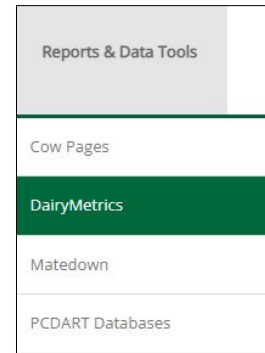 Reports & Data Tools
Cow Pages
DairyMetrics
Matedown
PCDART Databases